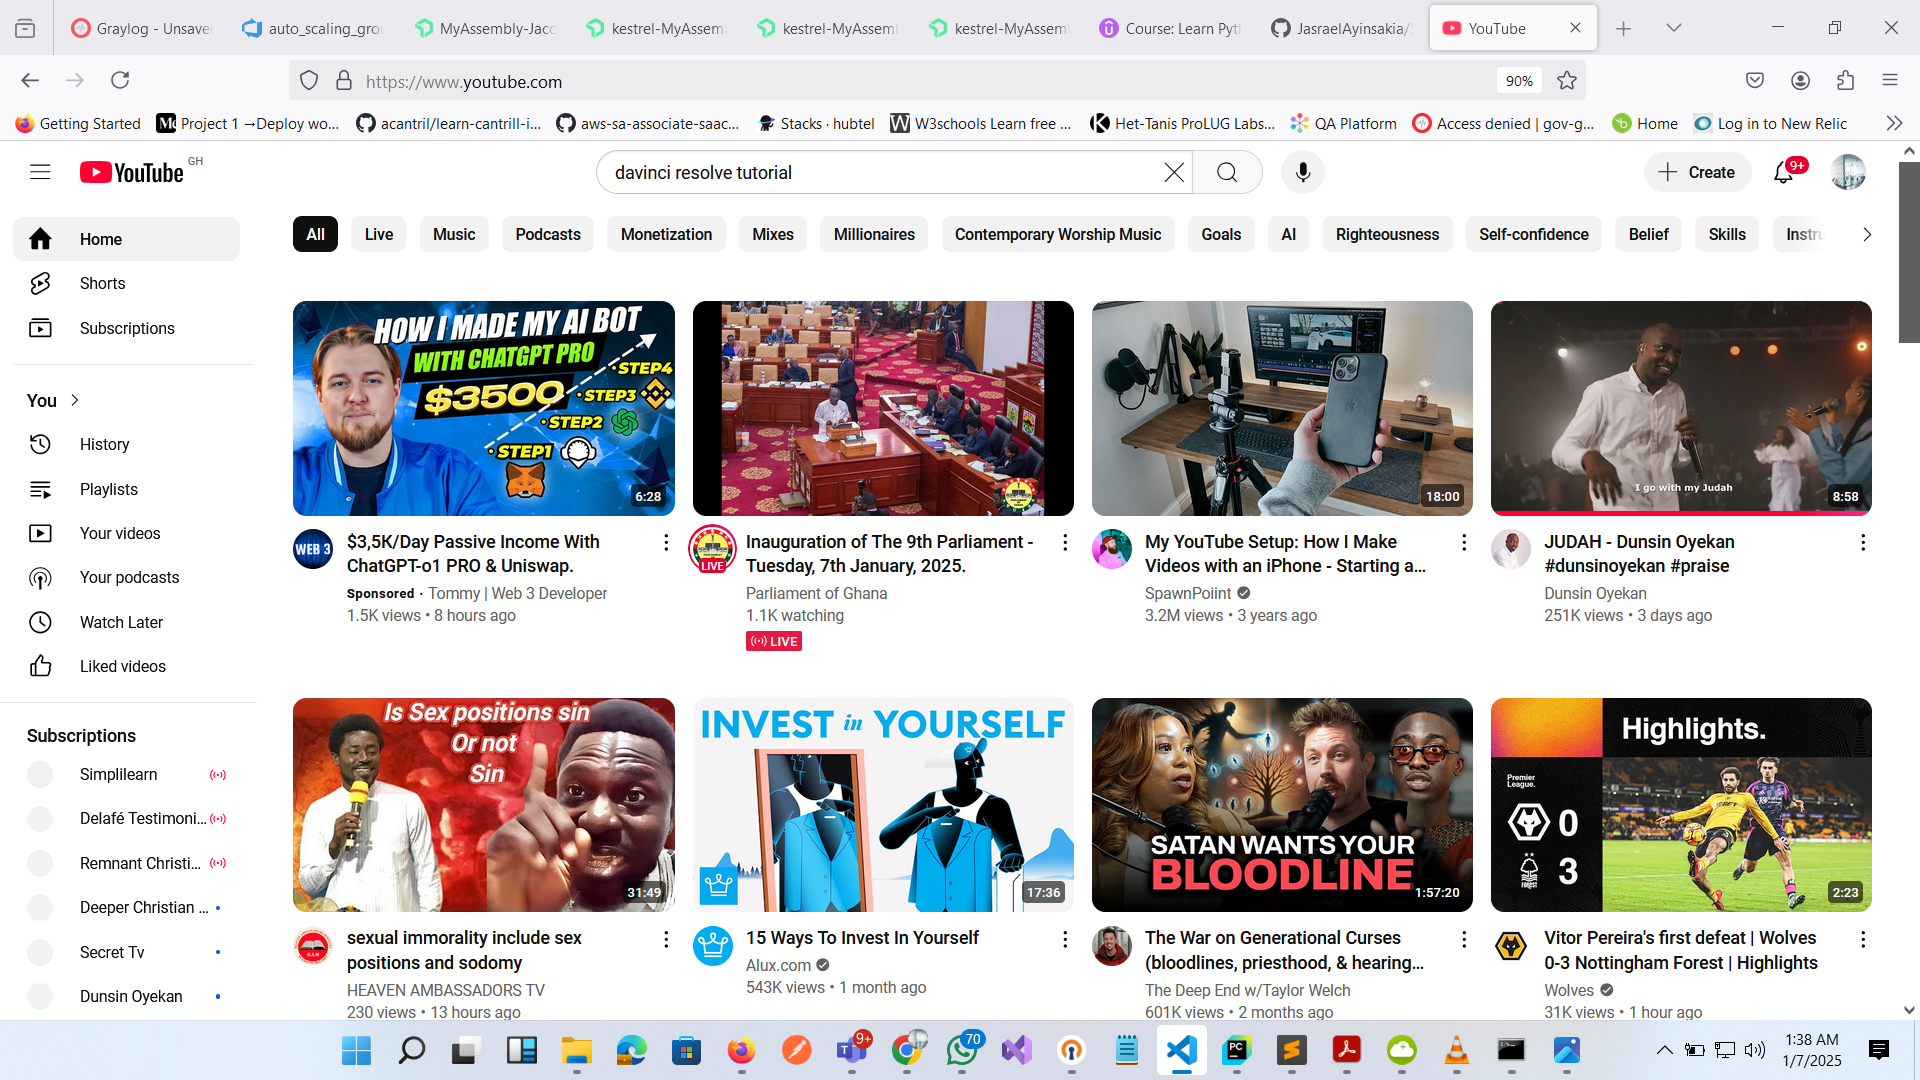 Graylog - Unsave
auto_scaling_grou
MyAssembly-Jacc
kestrel-MyAssem
kestrel-MyAssemb
kestrel-MyAssem
Course: Learn Pyt
JasraelAyinsakia/
YouTube
https://www.youtube.com
90%
Getting Started
Project 1 →Deploy wo...
acantril/learn-cantrill-i...
aws-sa-associate-saac...
Stacks · hubtel
W3schools Learn free ...
Het-Tanis ProLUG Labs...
QA Platform
Access denied | gov-g...
Home
Log in to New Relic
YouTube GH
davinci resolve tutorial
Create
9+
Home
Shorts
Subscriptions
You
History
Playlists
Your videos
Your podcasts
Watch Later
Liked videos
Subscriptions
Simplilearn
Delafé Testimoni...
Remnant Christi...
Deeper Christian ...
Secret Tv
Dunsin Oyekan
All
Live
Music
Podcasts
Monetization
Mixes
Millionaires
Contemporary Worship Music
Goals
AI
Righteousness
Self-confidence
Belief
Skills
Instru
HOW I MADE MY AI BOT
WITH CHATGPT PRO
$3500
STEP4
STEP3
STEP2
STEP1
6:28
WEB 3
$3,5K/Day Passive Income With
ChatGPT-o1 PRO & Uniswap.
Sponsored · Tommy | Web 3 Developer
1.5K views • 8 hours ago
LIVE
Inauguration of The 9th Parliament -
Tuesday, 7th January, 2025.
Parliament of Ghana
1.1K watching
LIVE
18:00
My YouTube Setup: How I Make
Videos with an iPhone - Starting a...
SpawnPoiint
3.2M views • 3 years ago
I go with my Judah
8:58
JUDAH - Dunsin Oyekan
#dunsinoyekan #praise
Dunsin Oyekan
251K views • 3 days ago
Is Sex positions sin
Or not
Sin
31:49
sexual immorality include sex
positions and sodomy
HEAVEN AMBASSADORS TV
230 views • 13 hours ago
INVEST in YOURSELF
17:36
15 Ways To Invest In Yourself
Alux.com
543K views • 1 month ago
SATAN WANTS YOUR
BLOODLINE
1:57:20
The War on Generational Curses
(bloodlines, priesthood, & hearing...
The Deep End w/Taylor Welch
601K views • 2 months ago
Highlights.
Premier
League.
0
FOREST
3
2:23
Vitor Pereira's first defeat | Wolves
0-3 Nottingham Forest | Highlights
Wolves
31K views • 1 hour ago
9+
70
PC
1:38 AM
1/7/2025